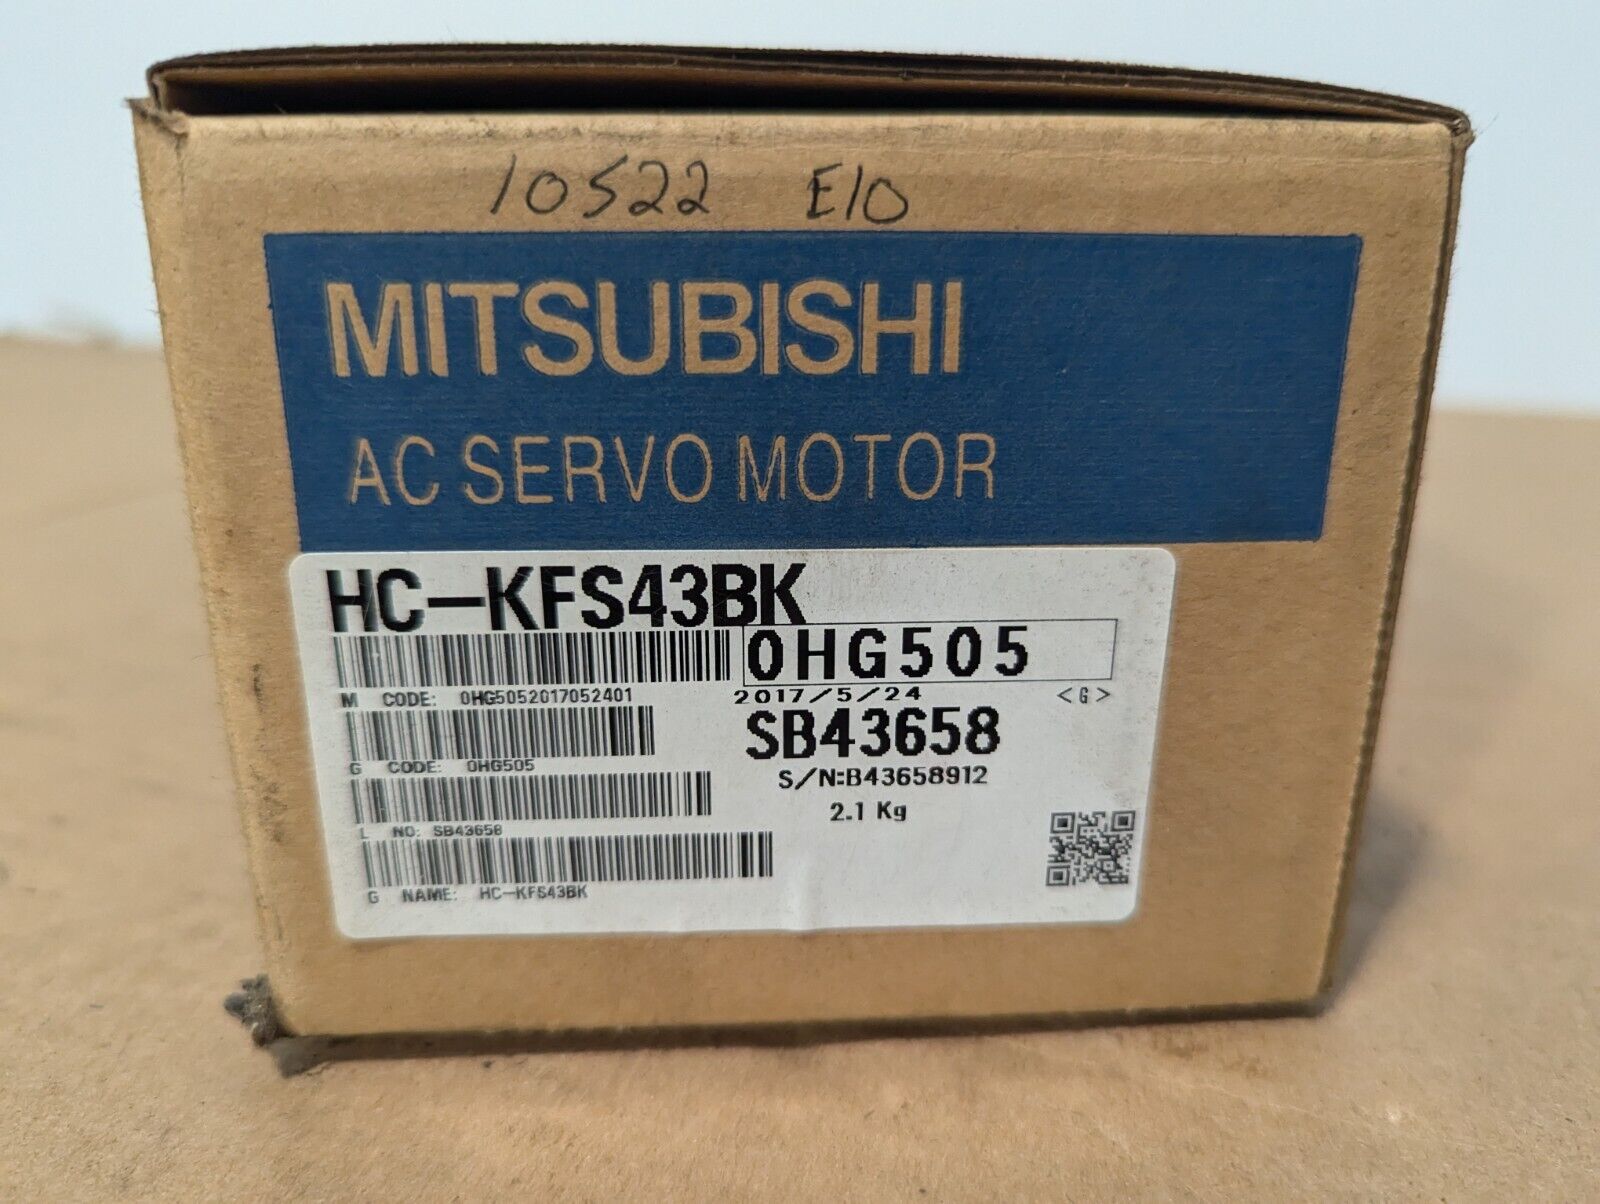 10522 E10
MITSUBISHI
AC SERVO MOTOR
HC-KFS43BK
0HG505
M CODE: 0HG5052017052401
2017/5/24 <G>
SB43658
G CODE: 0HG505
S/N:B43658912
2.1 Kg
L NO: SB43658
G NAME: HC-KFS43BK